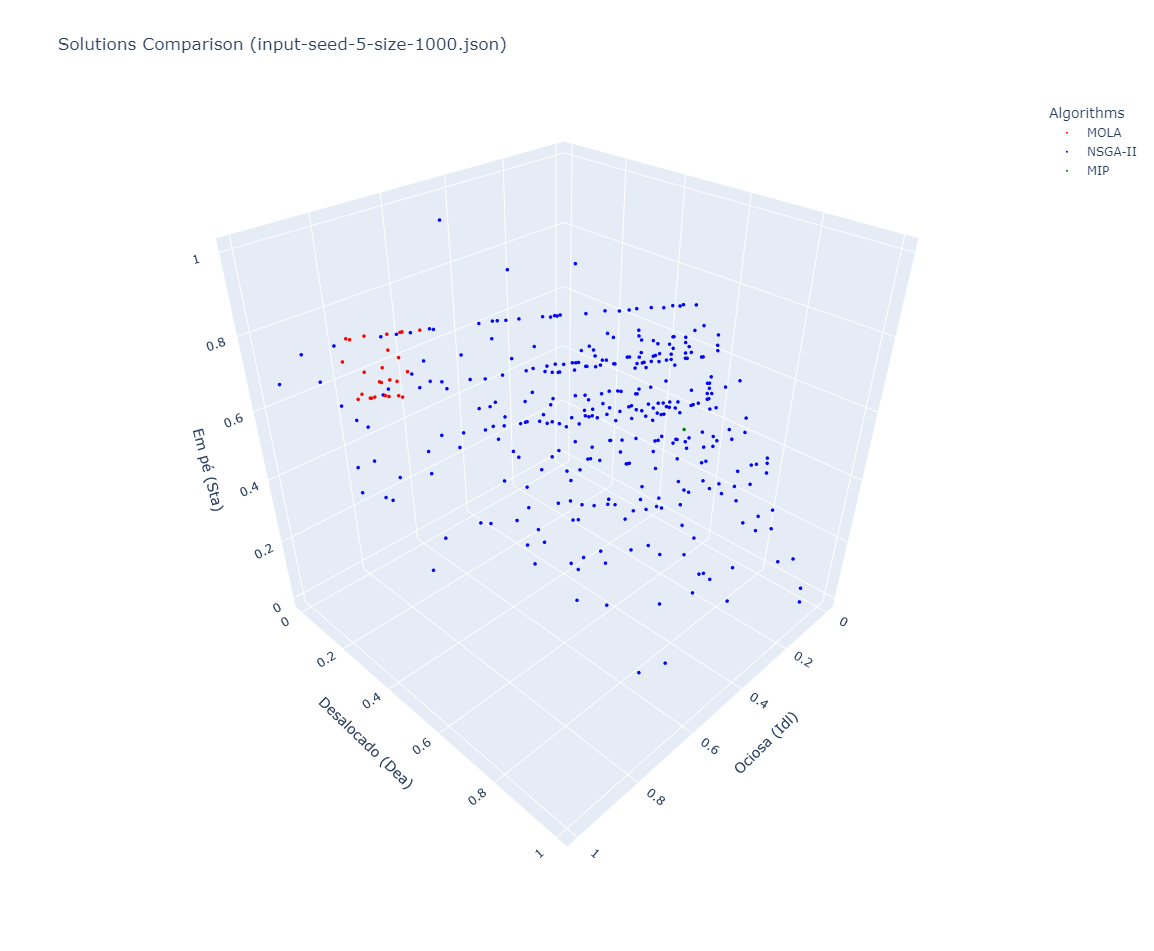 Solutions Comparison (input-seed-5-size-1000.json)
Algorithms
MOLA
NSGA-II
MIP
1
0.8
0.6
0.4
0.2
0
Em pé (Sta)
0
0.2
0.4
0.6
0.8
1
Desalocado (Dea)
0
0.2
0.4
0.6
0.8
1
Ociosa (Idl)